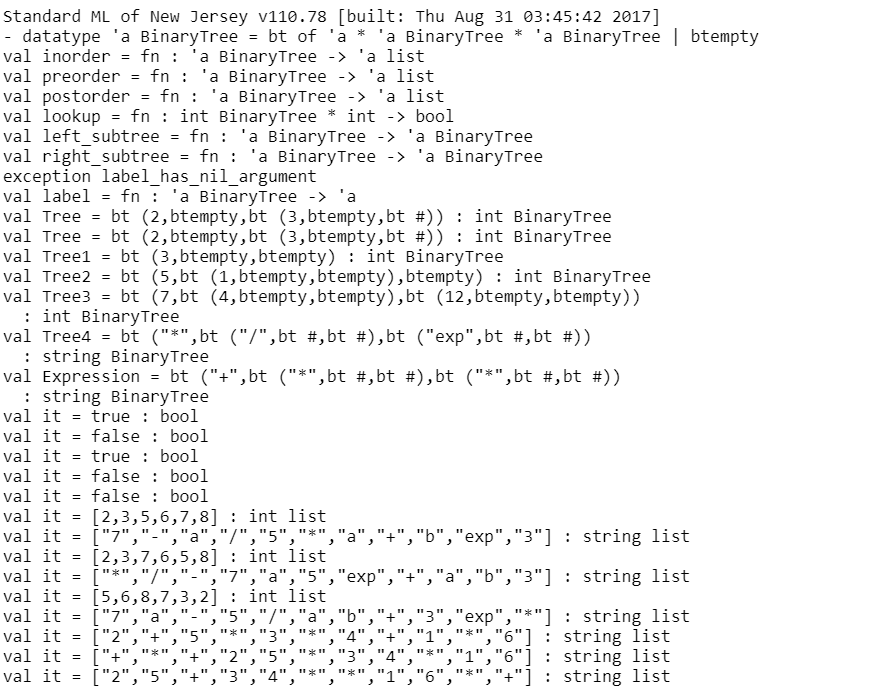 Standard ML of New Jersey v110.78 [built: Thu Aug 31 03:45:42 2017]
- datatype 'a BinaryTree = bt of 'a * 'a BinaryTree * 'a BinaryTree | btempty
val inorder = fn : 'a BinaryTree -> 'a list
val preorder = fn : 'a BinaryTree -> 'a list
val postorder = fn : 'a BinaryTree -> 'a list
val lookup = fn : int BinaryTree * int -> bool
val left_subtree = fn : 'a BinaryTree -> 'a BinaryTree
val right_subtree = fn : 'a BinaryTree -> 'a BinaryTree
exception label_has_nil_argument
val label = fn : 'a BinaryTree -> 'a
val Tree = bt (2,btempty,bt (3,btempty,bt #)) : int BinaryTree
val Tree = bt (2,btempty,bt (3,btempty,bt #)) : int BinaryTree
val Tree1 = bt (3,btempty,btempty) : int BinaryTree
val Tree2 = bt (5,bt (1,btempty,btempty),btempty) : int BinaryTree
val Tree3 = bt (7,bt (4,btempty,btempty),bt (12,btempty,btempty))
  : int BinaryTree
val Tree4 = bt ("*",bt ("/",bt #,bt #),bt ("exp",bt #,bt #))
  : string BinaryTree
val Expression = bt ("+",bt ("*",bt #,bt #),bt ("*",bt #,bt #))
  : string BinaryTree
val it = true : bool
val it = false : bool
val it = true : bool
val it = false : bool
val it = false : bool
val it = [2,3,5,6,7,8] : int list
val it = ["7","-","a","/","5","*","a","+","b","exp","3"] : string list
val it = [2,3,7,6,5,8] : int list
val it = ["*","/","-","7","a","5","exp","+","a","b","3"] : string list
val it = [5,6,8,7,3,2] : int list
val it = ["7","a","-","5","/","a","b","+","3","exp","*"] : string list
val it = ["2","+","5","*","3","*","4","+","1","*","6"] : string list
val it = ["+","*","+","2","5","*","3","4","*","1","6"] : string list
val it = ["2","5","+","3","4","*","*","1","6","*","+"] : string list